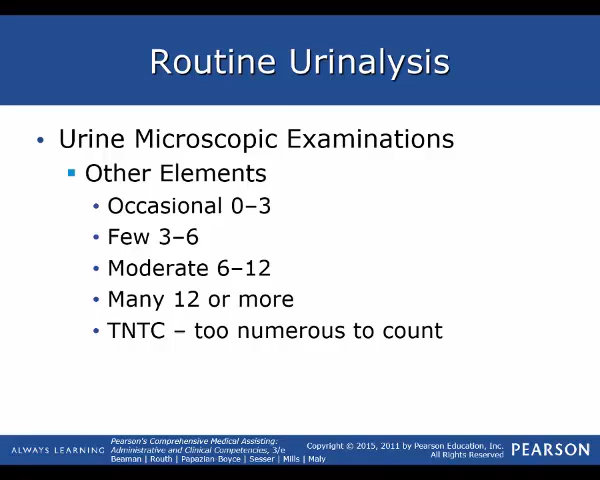 Routine Urinalysis
• Urine Microscopic Examinations
▪ Other Elements
• Occasional 0–3
• Few 3–6
• Moderate 6–12
• Many 12 or more
• TNTC – too numerous to count
ALWAYS LEARNING
Pearson's Comprehensive Medical Assisting:
Administrative and Clinical Competencies, 3/e
Beaman | Routh | Papazian-Boyce | Sesser | Mills | Maly
Copyright © 2015, 2011 by Pearson Education, Inc.
All Rights Reserved
PEARSON